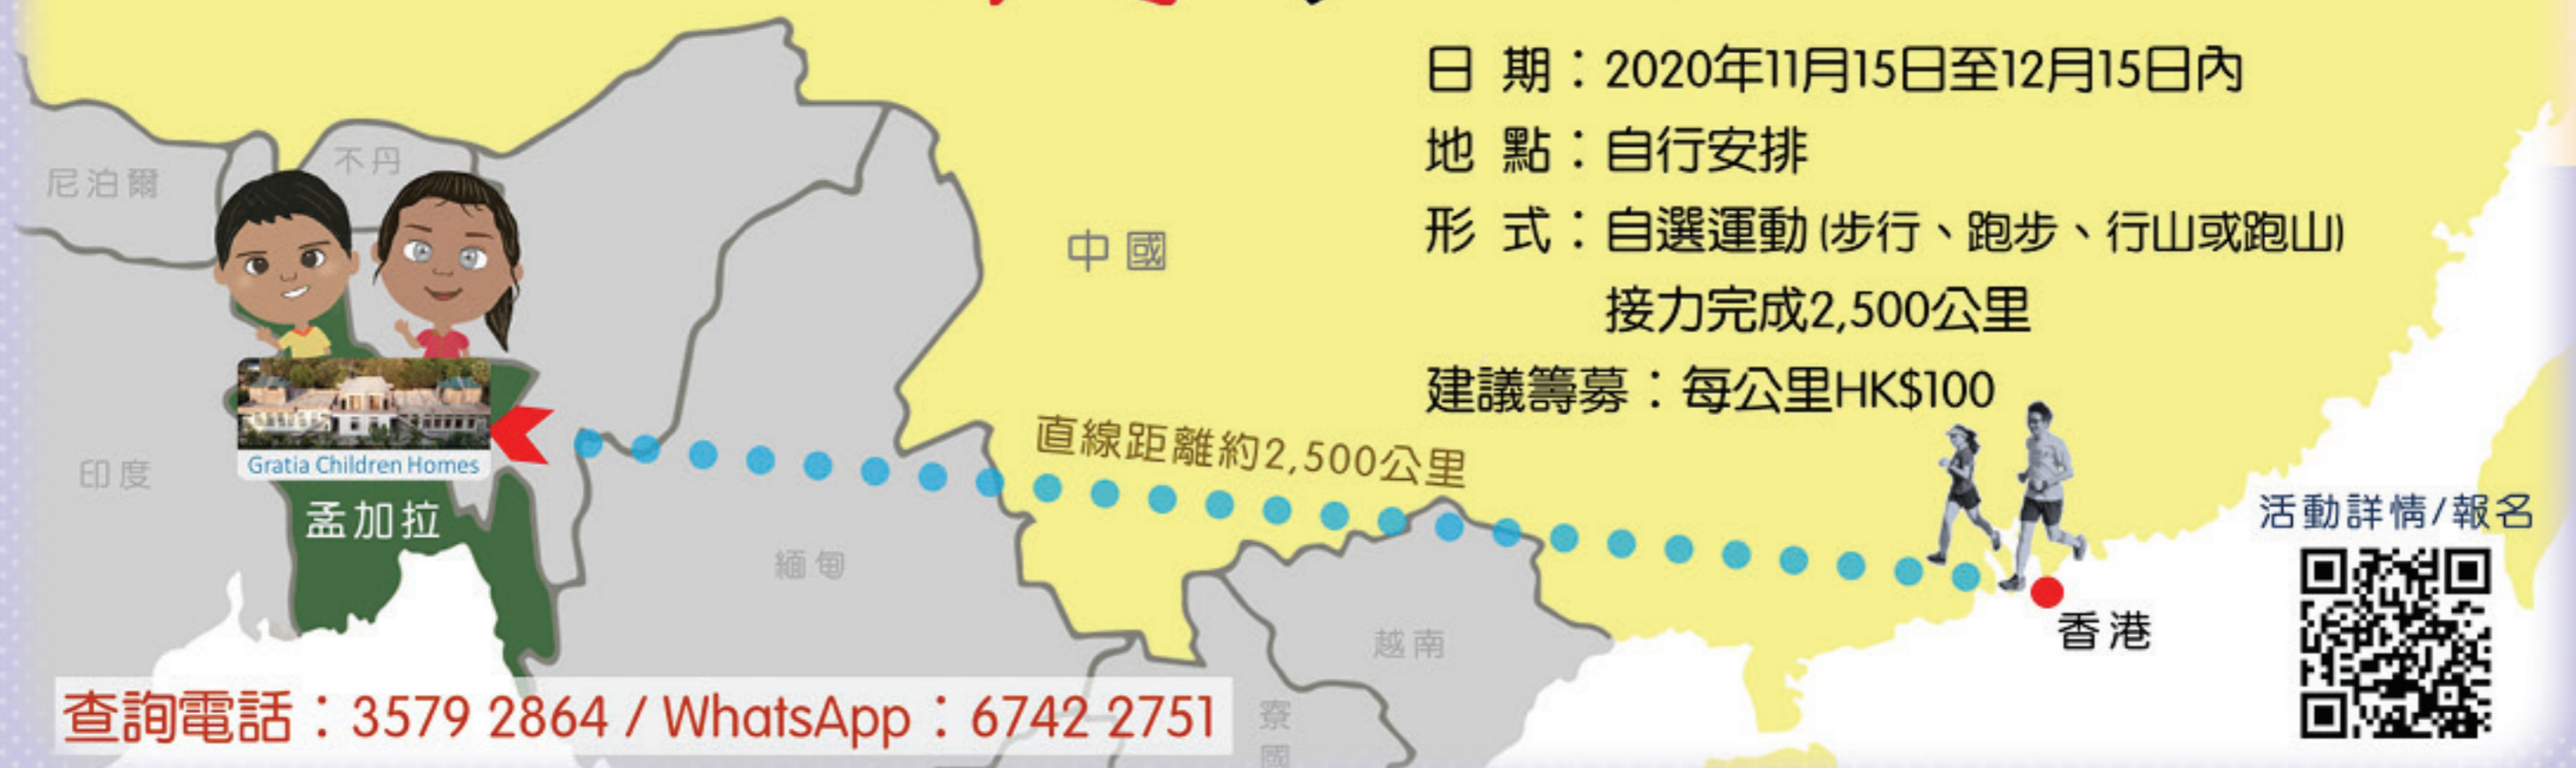 日 期：2020年11月15日至12月15日內
地 點：自行安排
形 式：自選運動 (步行、跑步、行山或跑山)
接力完成2,500公里
建議籌募：每公里HK$100
尼泊爾
不丹
中國
直線距離約2,500公里
Gratia Children Homes
印度
孟加拉
緬甸
越南
寮國
香港
活動詳情/報名
查詢電話：3579 2864 / WhatsApp：6742 2751